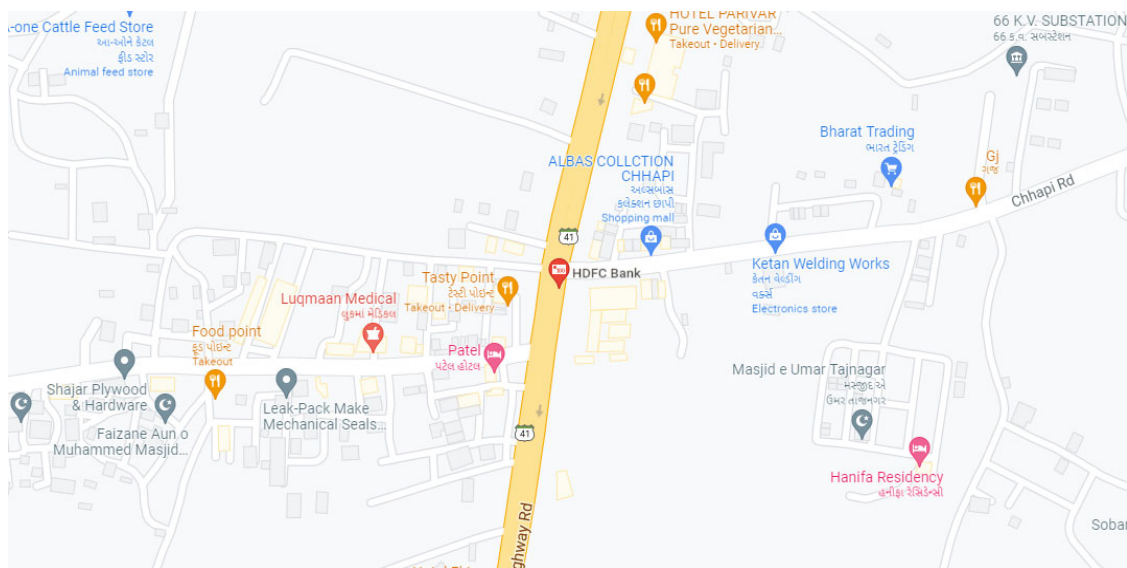 A-one Cattle Feed Store
આ-ઓને કેટલ
ફીડ સ્ટોર
Animal feed store
HOTEL PARIVAR
Pure Vegetarian...
Takeout • Delivery
66 K.V. SUBSTATION
66 ક.વ. સબસ્ટેશન
Bharat Trading
ભારત ટ્રેડિંગ
Gj
ગજ
Chhapi Rd
ALBAS COLLCTION
CHHAPI
અલ્સબાસ
કલેક્શન છાપી
Shopping mall
41
HDFC Bank
Ketan Welding Works
કેતન વેલ્ડીંગ
વર્ક્સ
Electronics store
Tasty Point
ટેસ્ટી પોઇન્ટ
Takeout • Delivery
Luqmaan Medical
લુકમાં મેડિકલ
Food point
ફૂડ પોઇન્ટ
Takeout
Patel
પટેલ હોટલ
Masjid e Umar Tajnagar
મસ્જીદ એ
ઉમર તાજનગર
Shajar Plywood
& Hardware
Leak-Pack Make
Mechanical Seals...
Faizane Aun o
Muhammed Masjid...
41
Hanifa Residency
હનીફા રેસિડેન્સી
ghway Rd
Sobar